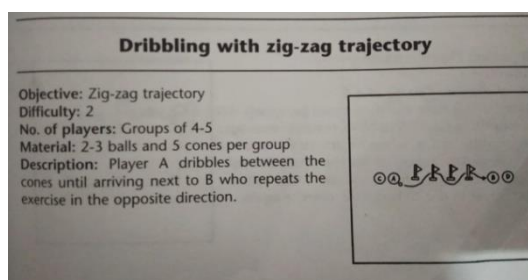 Dribbling with zig-zag trajectory
Objective: Zig-zag trajectory
Difficulty: 2
No. of players: Groups of 4-5
Material: 2-3 balls and 5 cones per group
Description: Player A dribbles between the
cones until arriving next to B who repeats the
exercise in the opposite direction.
C A